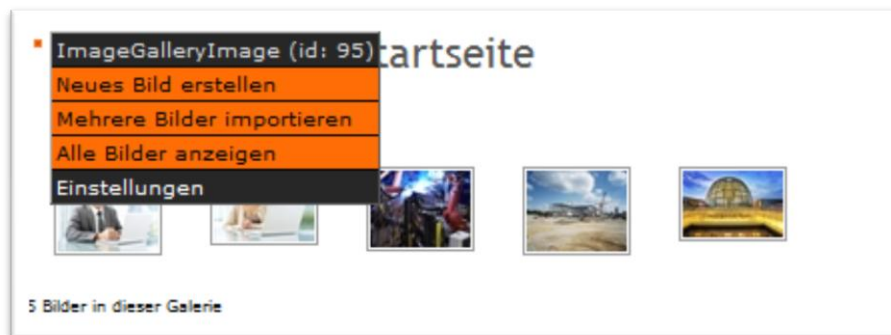 ImageGalleryImage (id: 95)
tartseite
Neues Bild erstellen
Mehrere Bilder importieren
Alle Bilder anzeigen
Einstellungen
5 Bilder in dieser Galerie